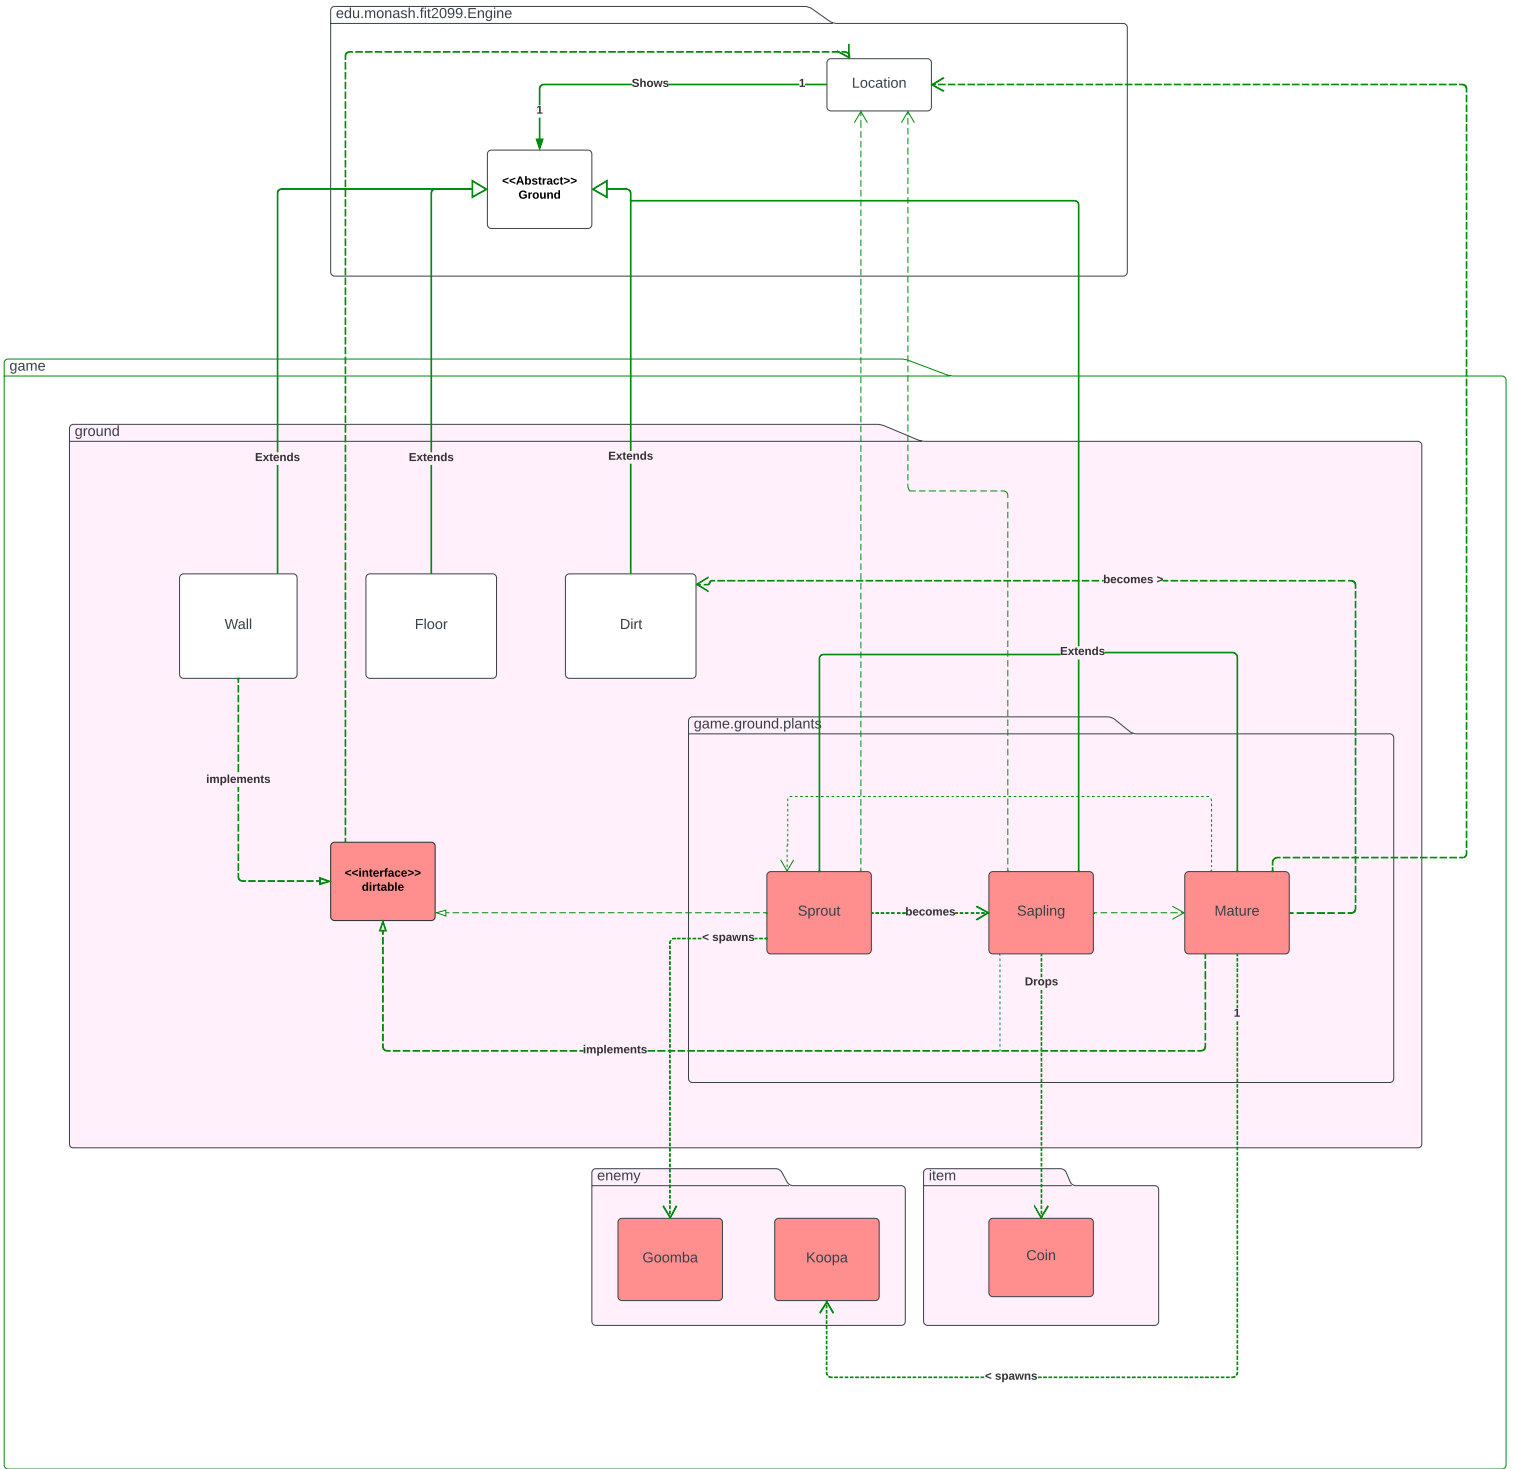 edu.monash.fit2099.Engine
Location
Shows
1
1
<<Abstract>>
Ground
game
ground
Extends
Extends
Extends
becomes >
Wall
Floor
Dirt
Extends
game.ground.plants
implements
<<interface>>
dirtable
Sprout
becomes
Sapling
Mature
< spawns
Drops
1
implements
enemy
item
Goomba
Koopa
Coin
< spawns